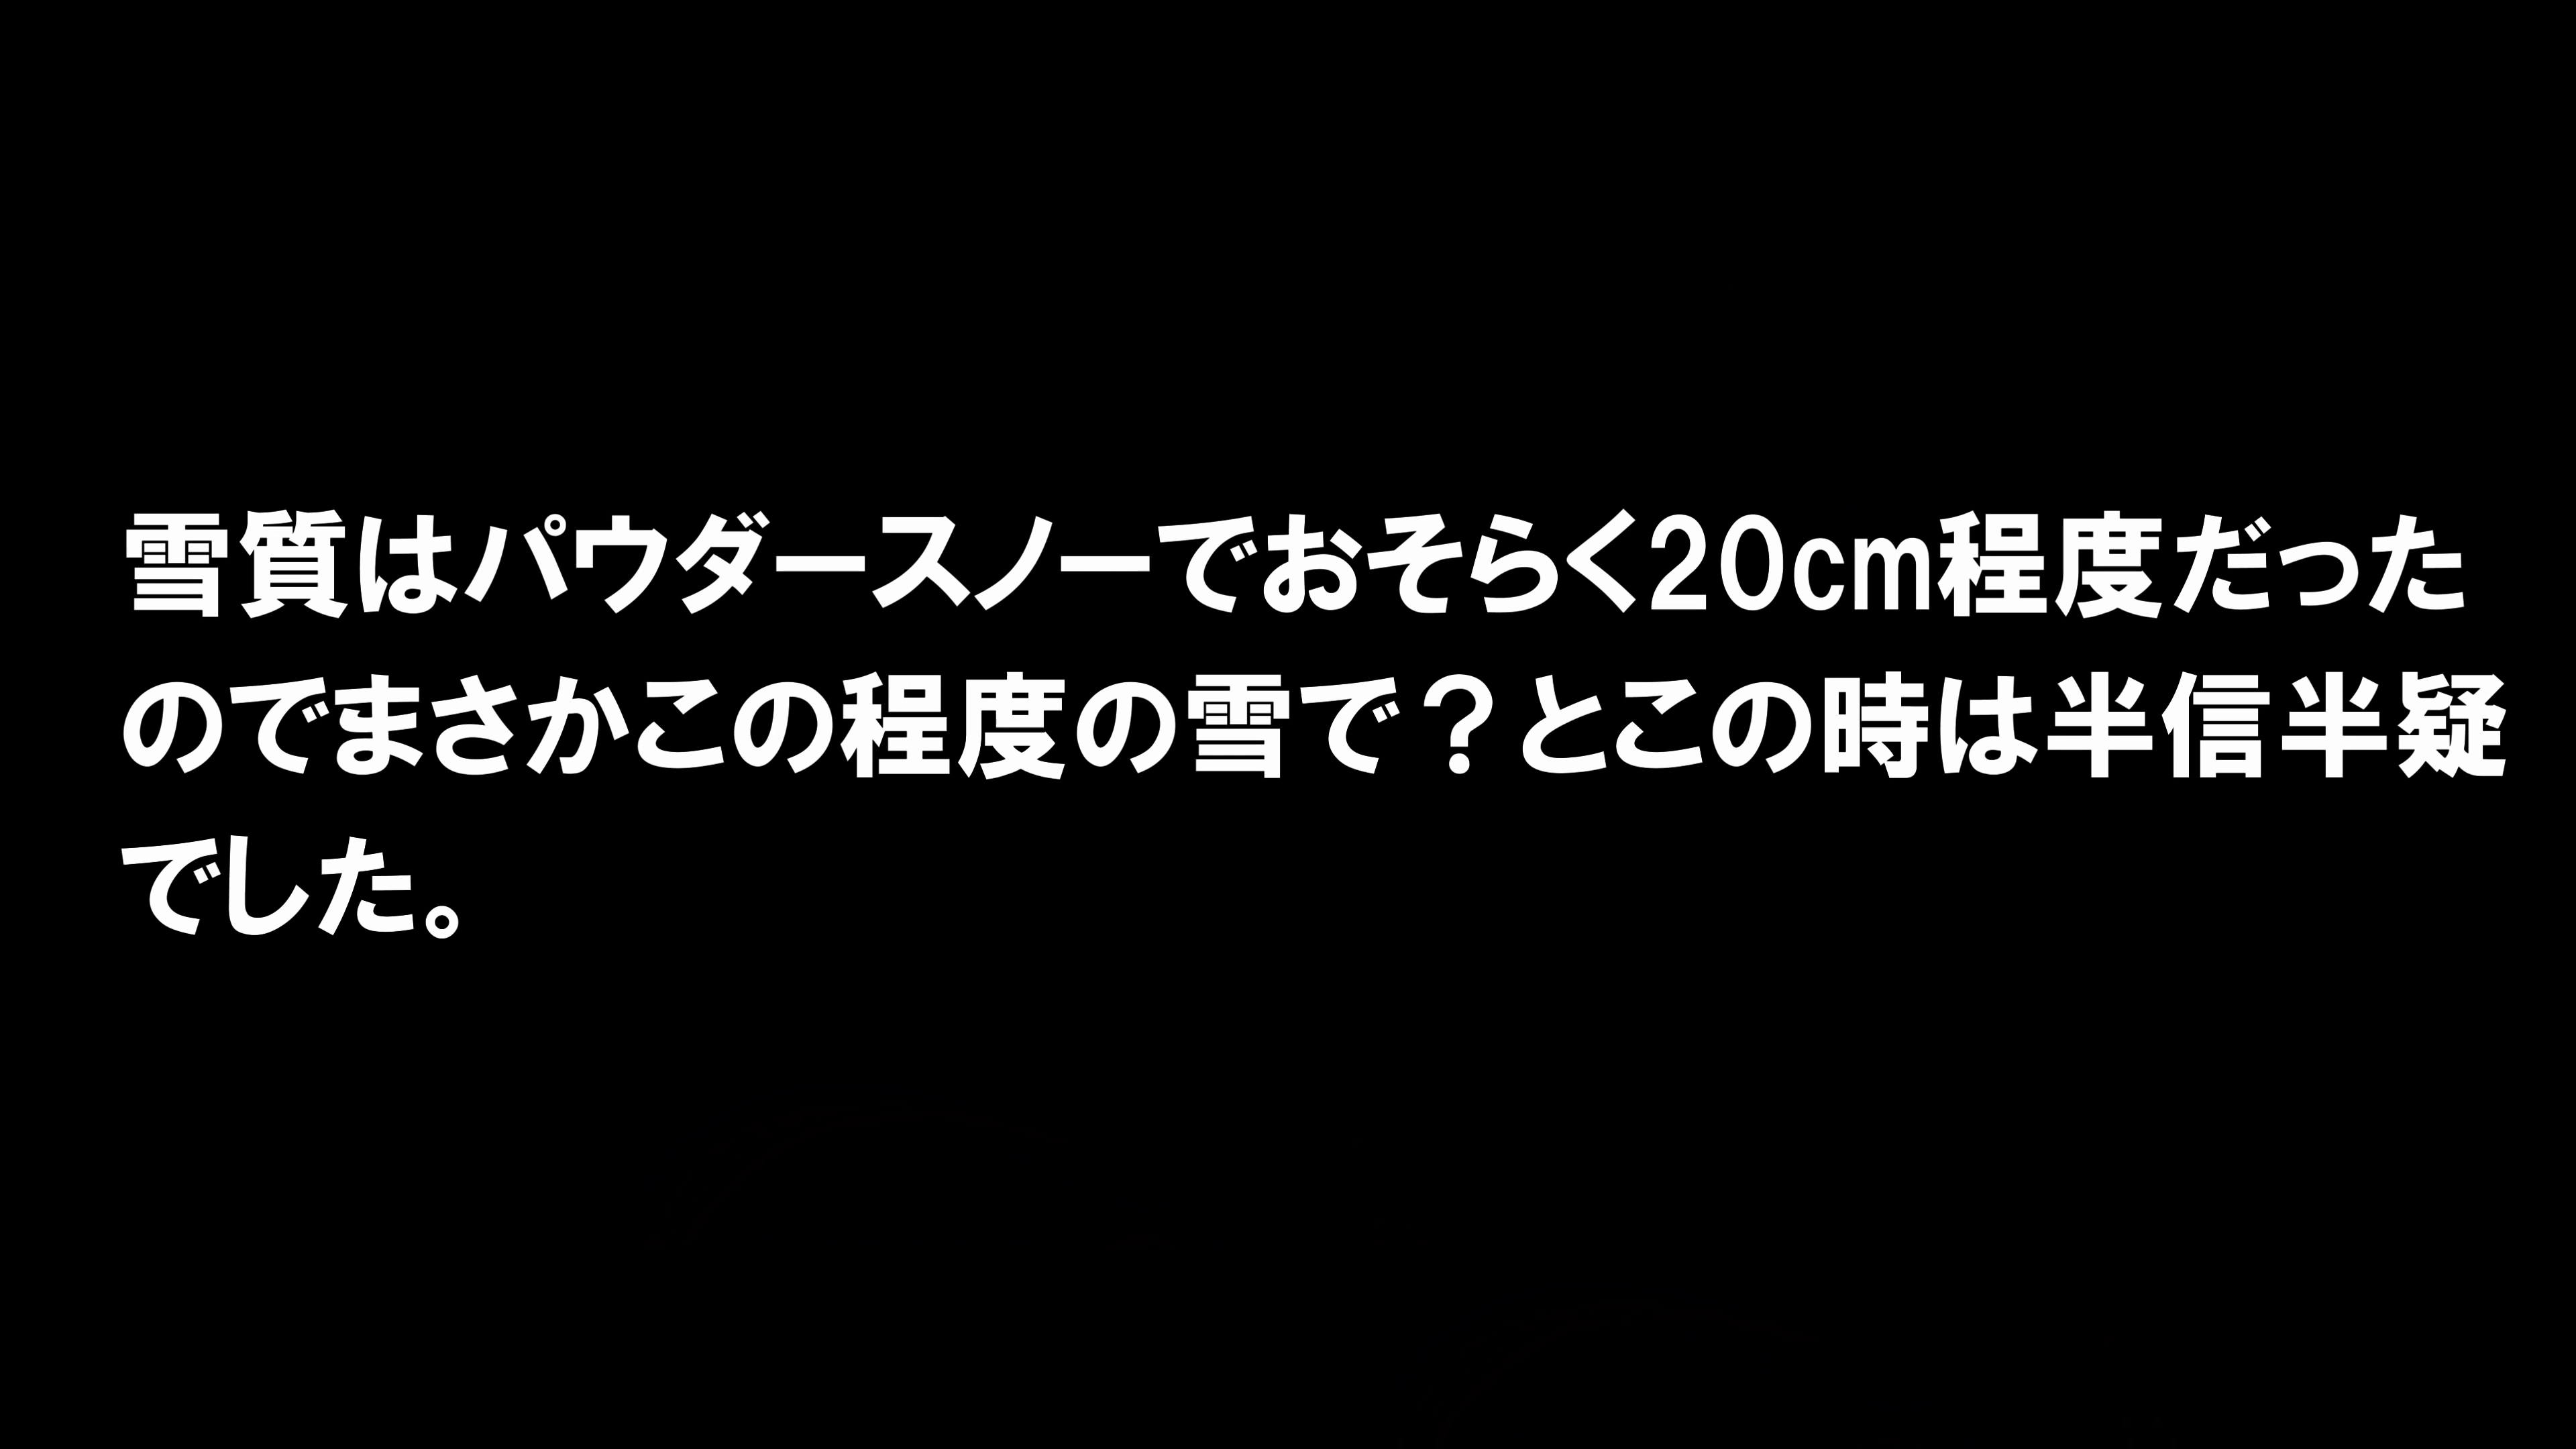 雪質はパウダースノーでおそらく20cm程度だった
のでまさかこの程度の雪で？とこの時は半信半疑
でした。